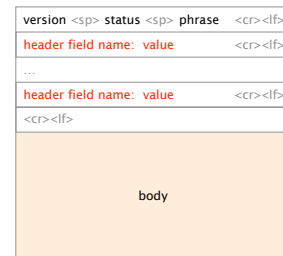 version <sp> status <sp> phrase <cr><lf>
header field name: value <cr><lf>
...
header field name: value <cr><lf>
<cr><lf>
body